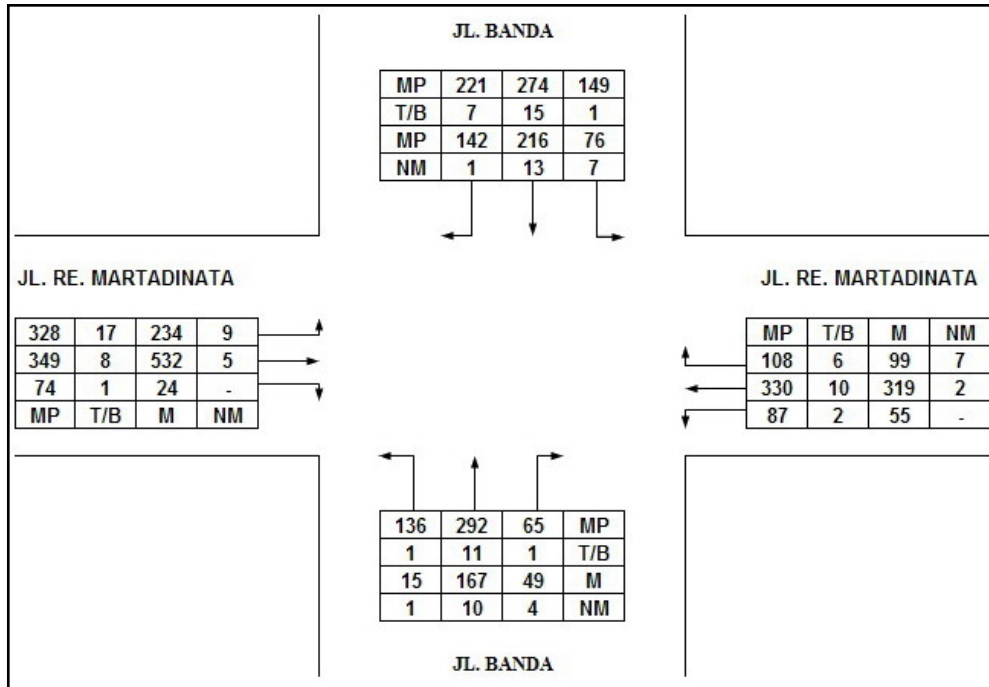 JL. BANDA
MP 221 274 149
T/B 7 15 1
MP 142 216 76
NM 1 13 7
JL. RE. MARTADINATA
328 17 234 9
349 8 532 5
74 1 24 -
MP T/B M NM
JL. RE. MARTADINATA
MP T/B M NM
108 6 99 7
330 10 319 2
87 2 55 -
136 292 65 MP
1 11 1 T/B
15 167 49 M
1 10 4 NM
JL. BANDA